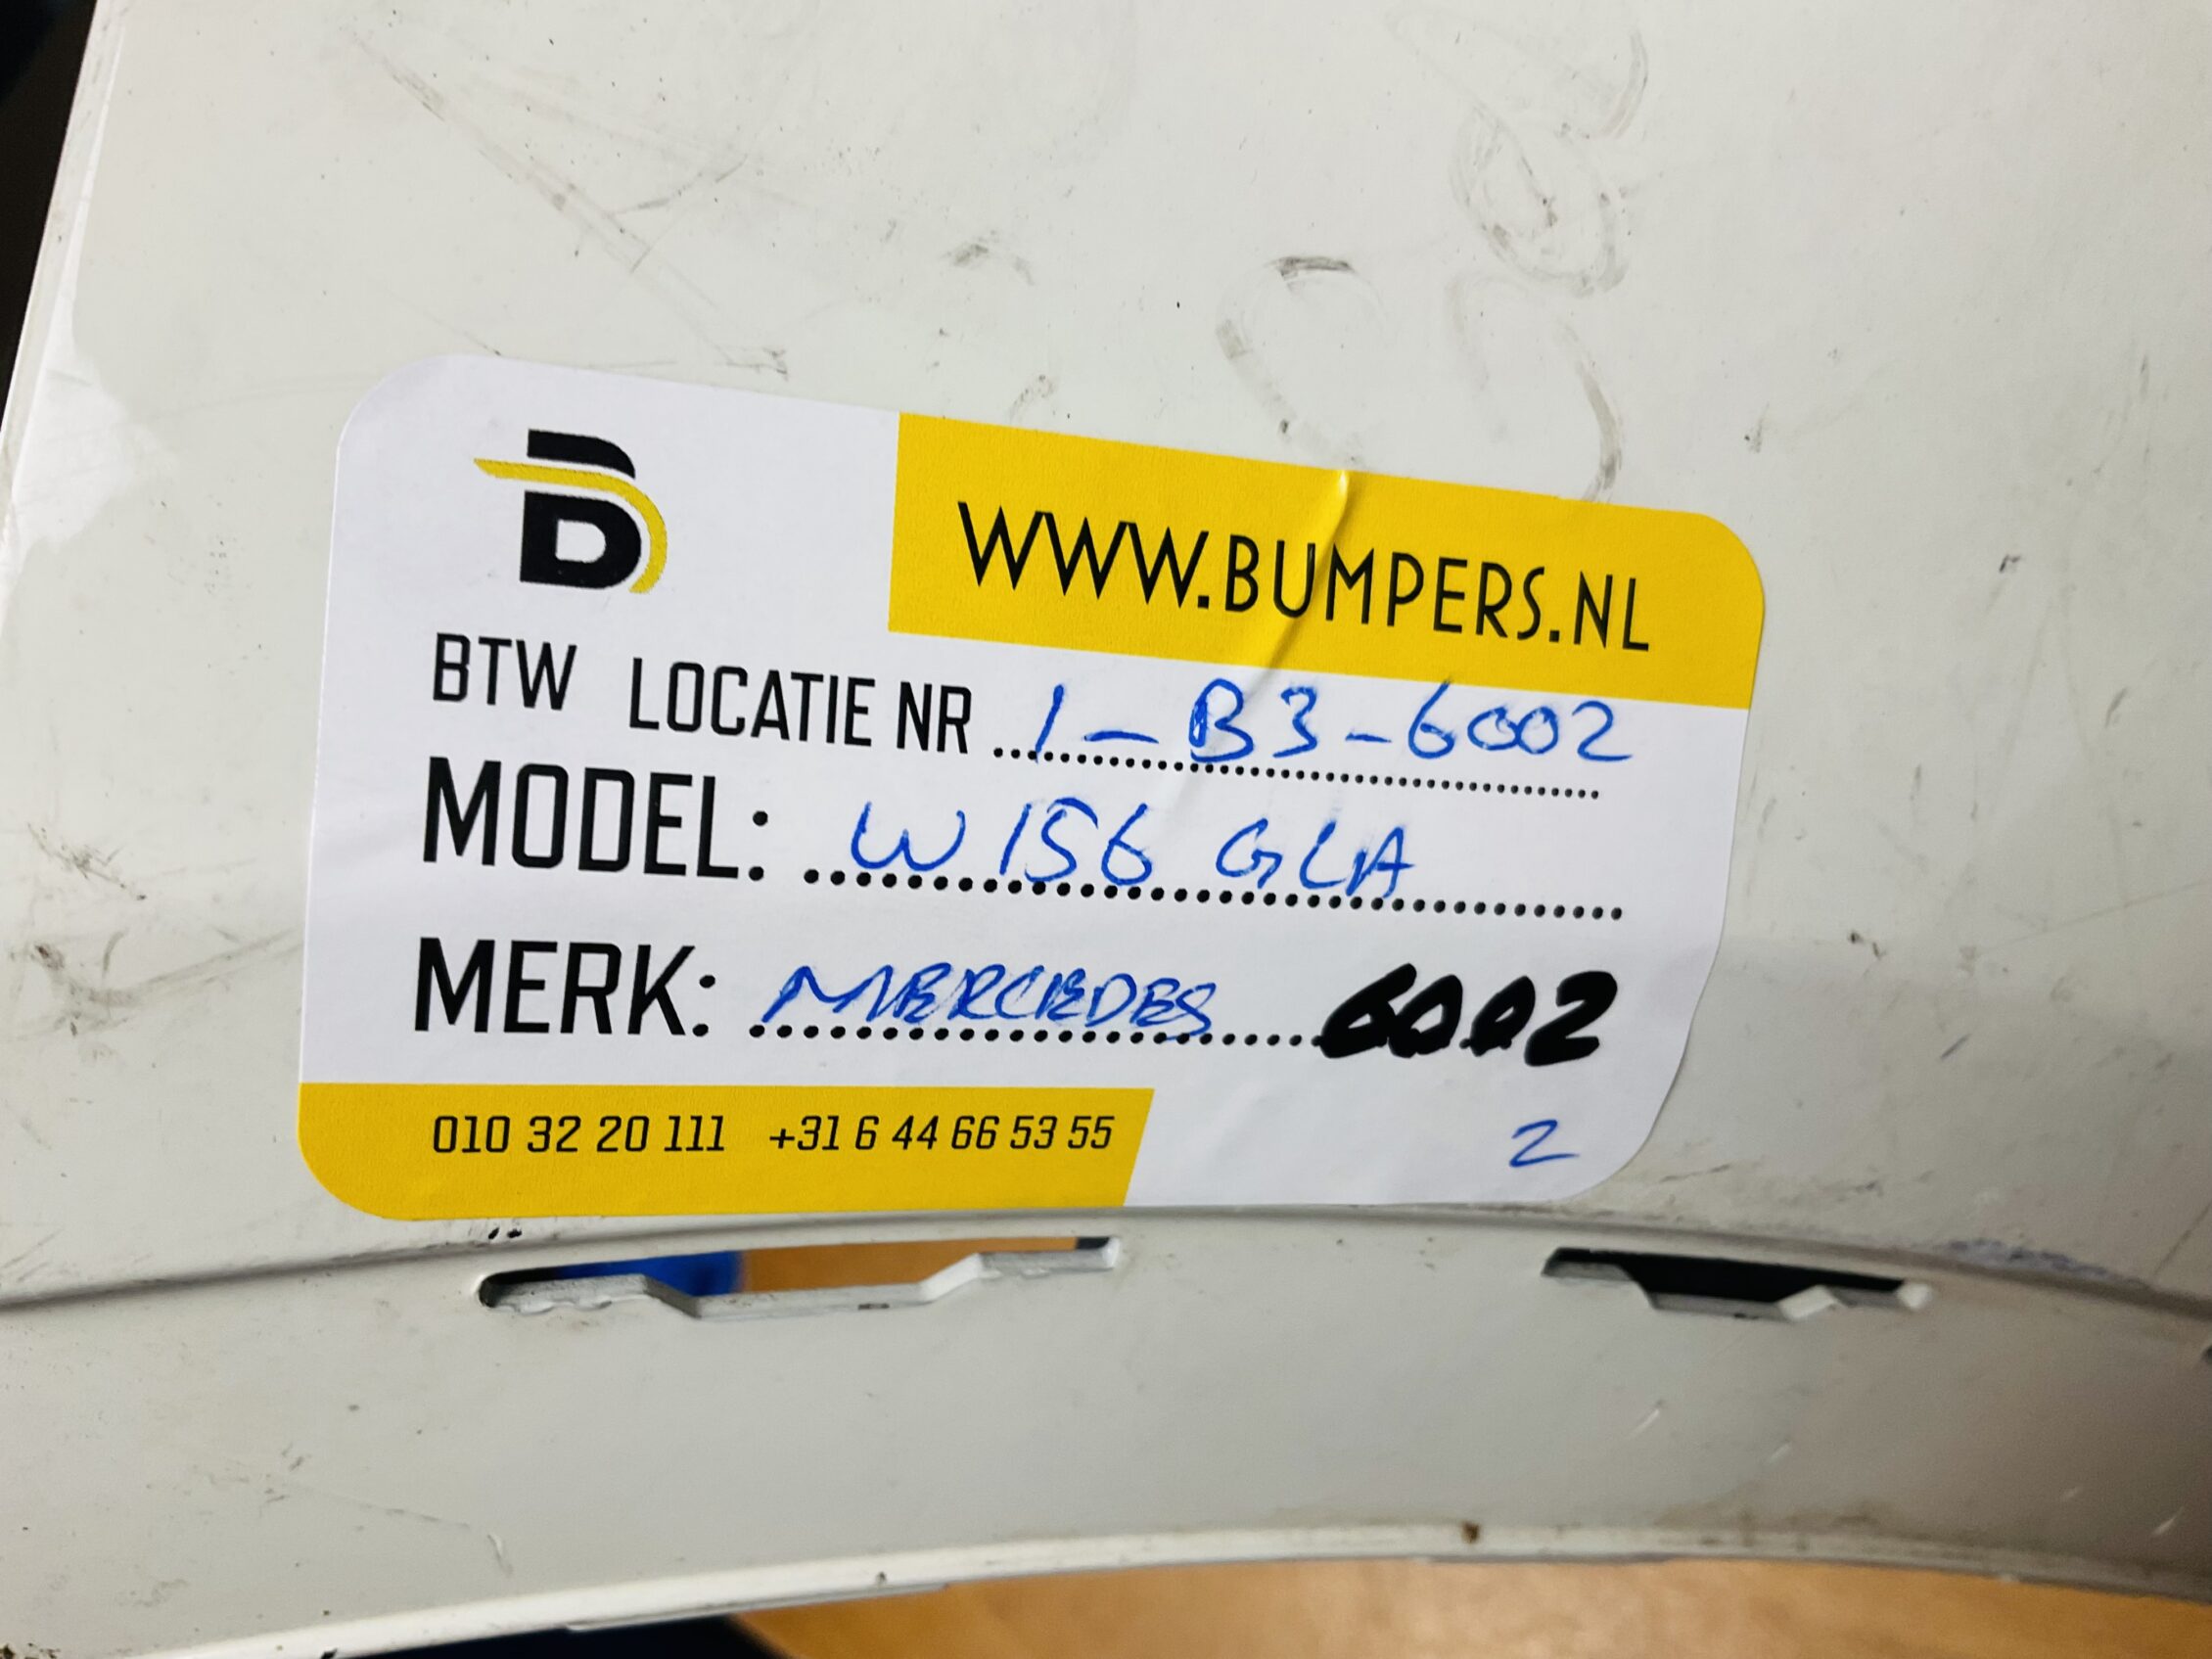 B
WWW.BUMPERS.NL
BTW LOCATIE NR 1-B3-6002
MODEL: W156 GLA
MERK: MERCEDES 6002
010 32 20 111 +31 6 44 66 53 55
2